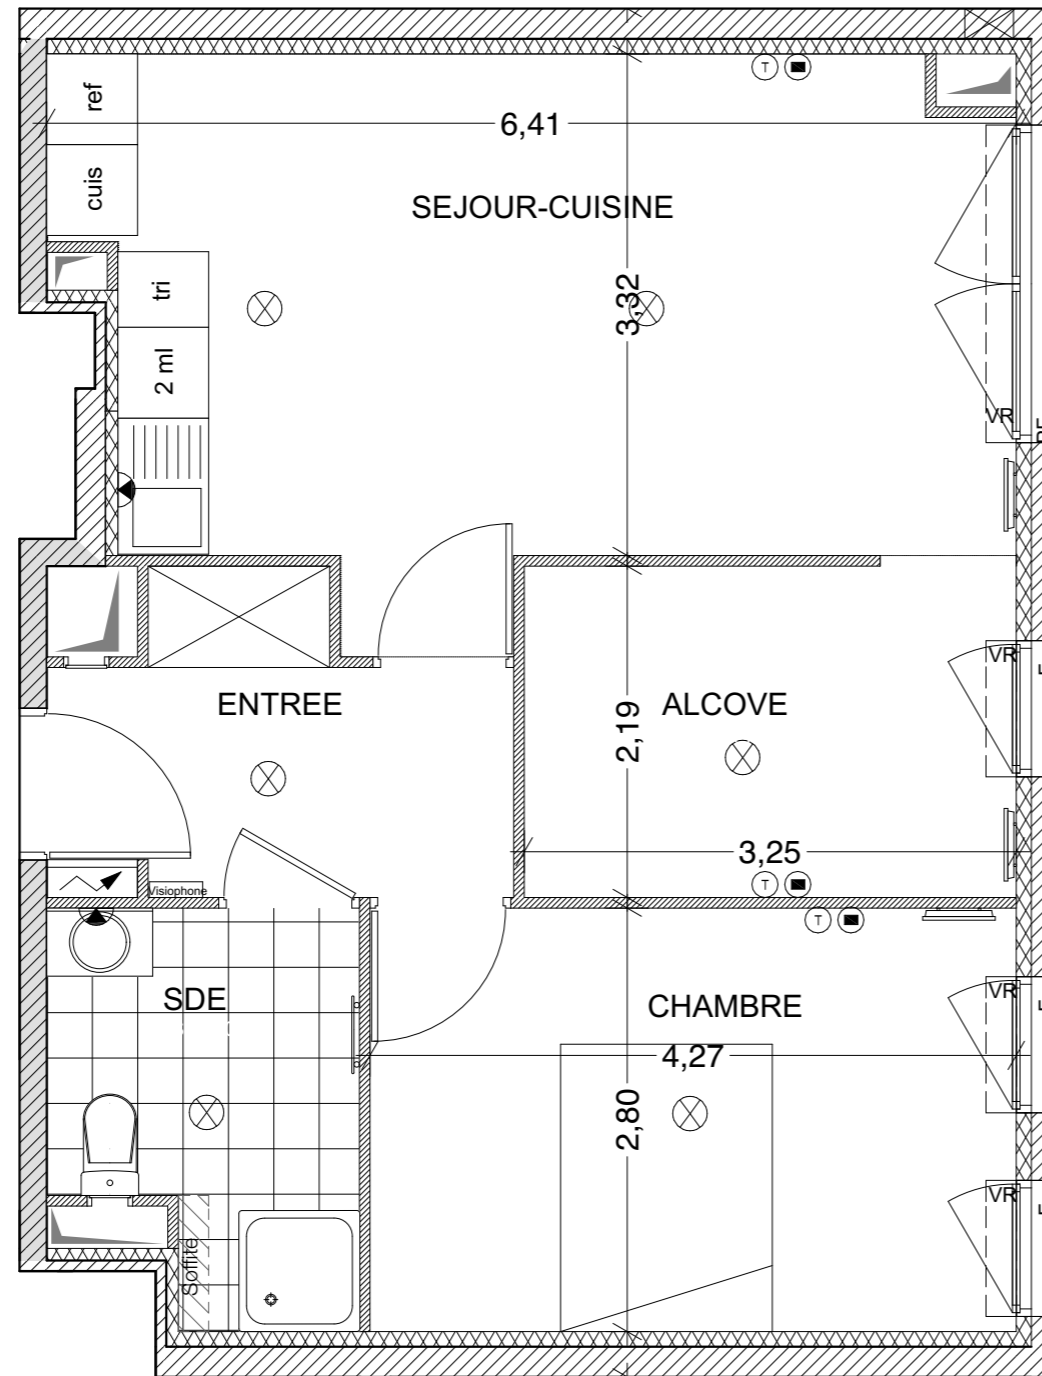 ref
T
6,41
cuis
SEJOUR-CUISINE
tri
3,32
2 ml
VR
ENTREE
ALCOVE
VR
2,19
3,25
Visiophone
T
T
SDE
CHAMBRE
VR
4,27
2,80
VR
Soffite